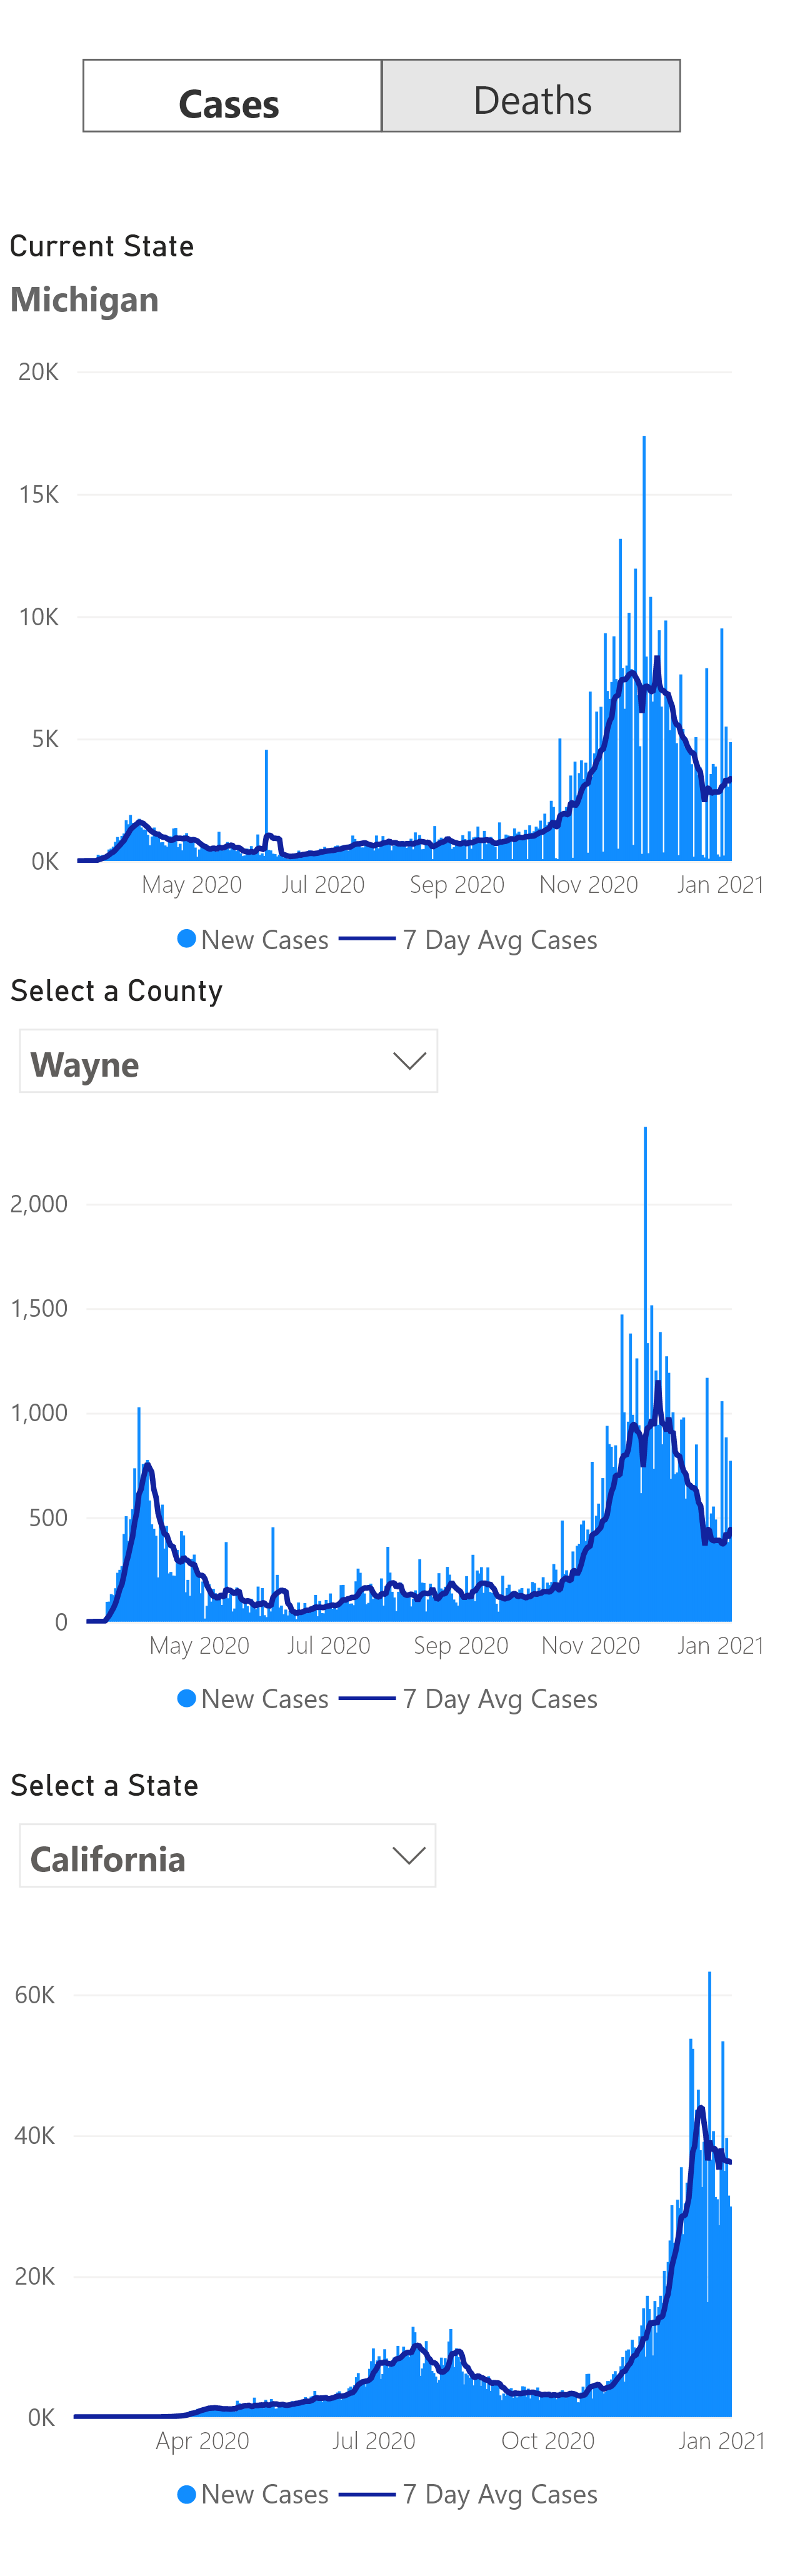 Cases Deaths
Current State
Michigan
20K
15K
10K
5K
0K
May 2020 Jul 2020 Sep 2020 Nov 2020 Jan 2021
New Cases 7 Day Avg Cases
Select a County
Wayne
2,000
1,500
1,000
500
0
May 2020 Jul 2020 Sep 2020 Nov 2020 Jan 2021
New Cases 7 Day Avg Cases
Select a State
California
60K
40K
20K
0K
Apr 2020 Jul 2020 Oct 2020 Jan 2021
New Cases 7 Day Avg Cases